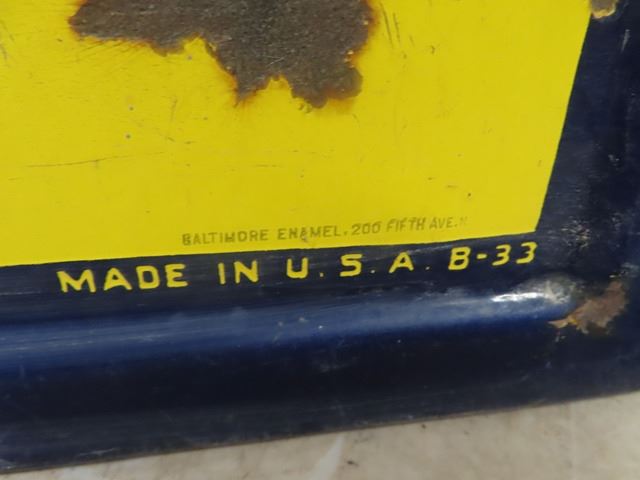 BALTIMORE ENAMEL. 200 FIFTH AVE. N
MADE IN U.S.A. B-33